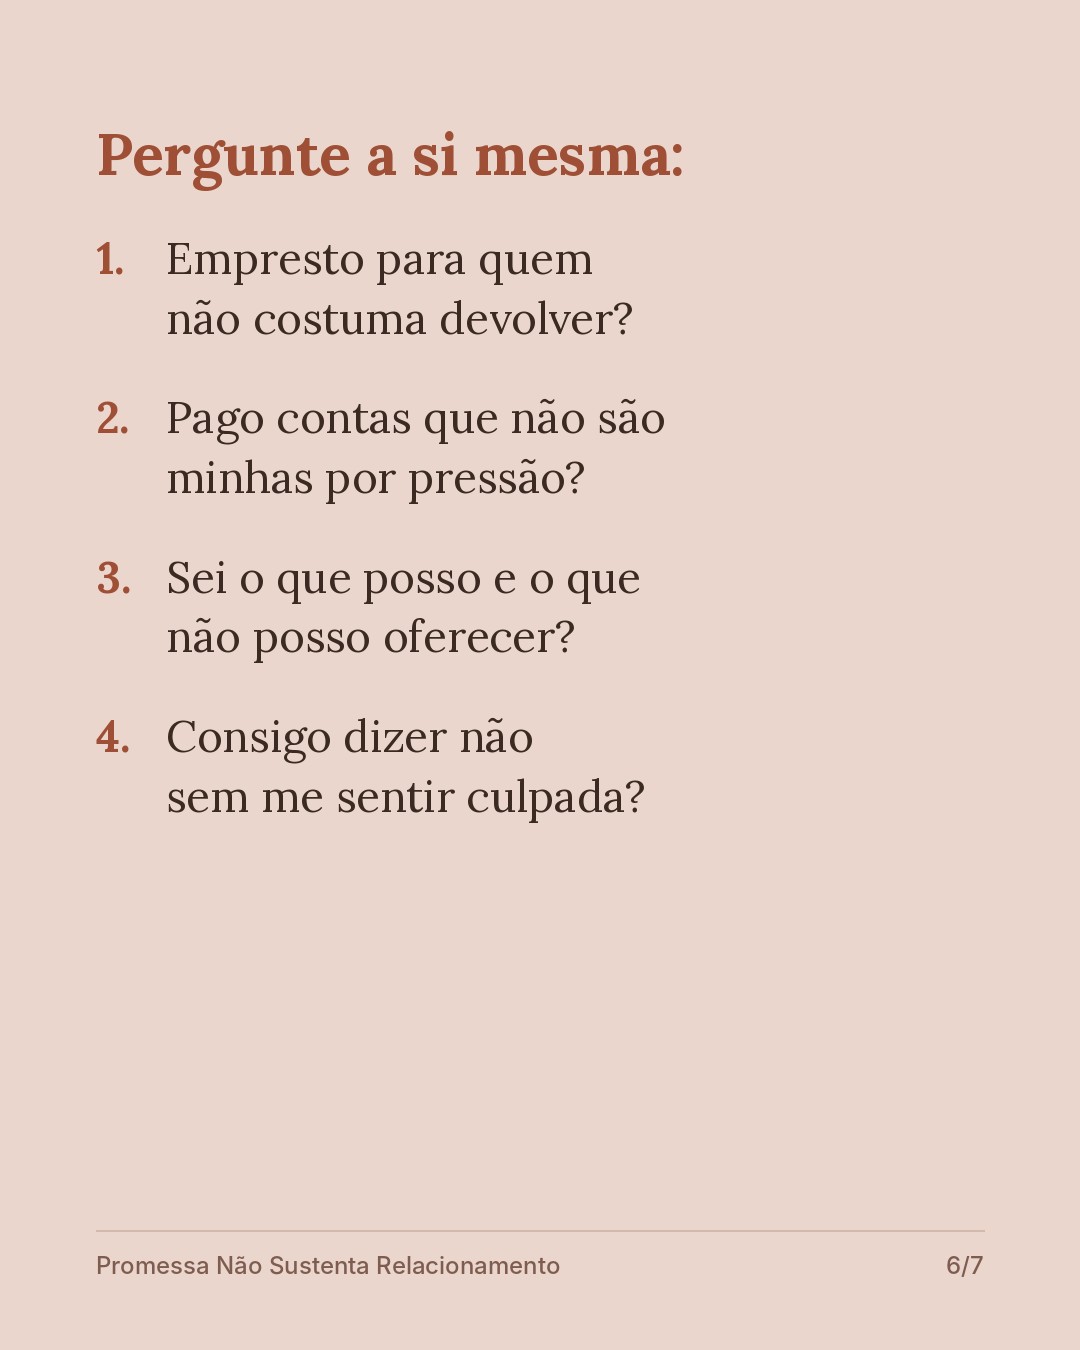 Pergunte a si mesma:
1. Empresto para quem
não costuma devolver?
2. Pago contas que não são
minhas por pressão?
3. Sei o que posso e o que
não posso oferecer?
4. Consigo dizer não
sem me sentir culpada?
Promessa Não Sustenta Relacionamento
6/7